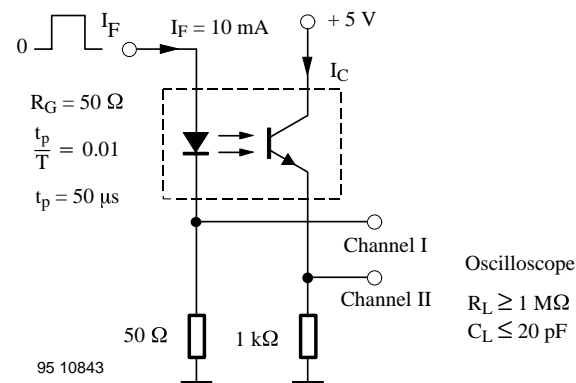 0
I_F
I_F = 10 mA
+ 5 V
I_C
R_G = 50 Ω
t_p
T
= 0.01
t_p = 50 μs
Channel I
Channel II
Oscilloscope
R_L ≥ 1 MΩ
C_L ≤ 20 pF
50 Ω
1 kΩ
95 10843